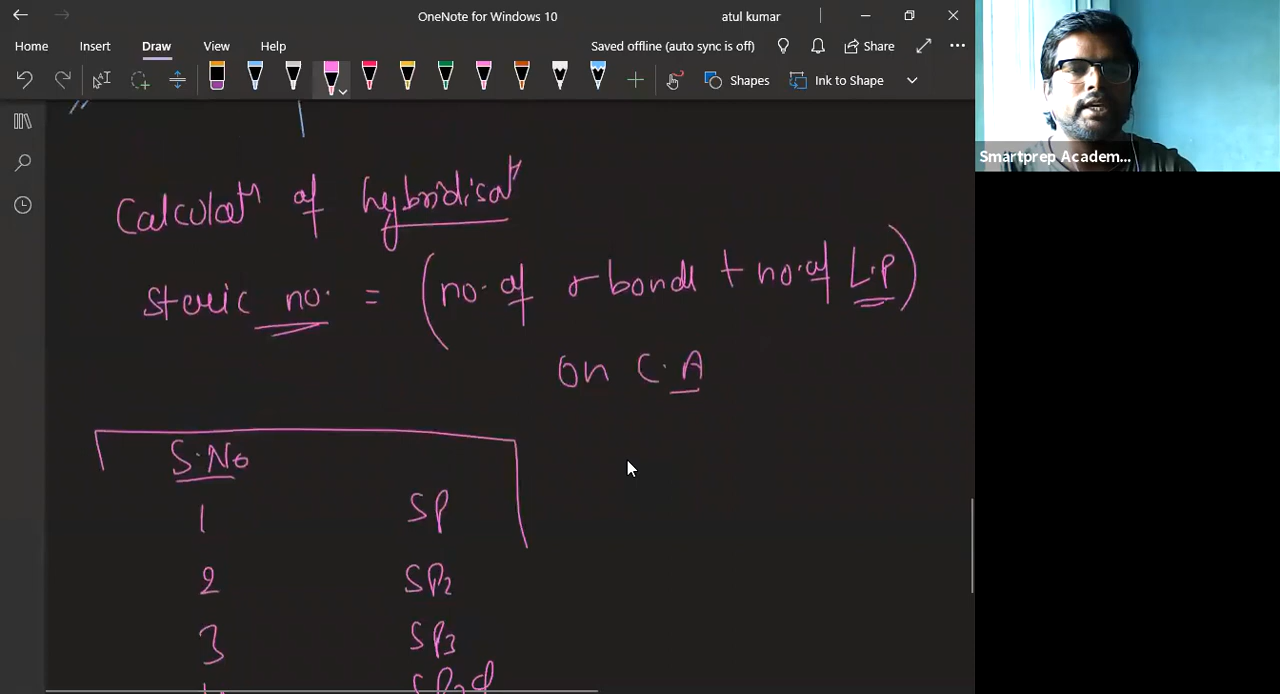 OneNote for Windows 10
atul kumar
Home Insert Draw View Help
Saved offline (auto sync is off)
Share
Shapes
Ink to Shape
Smartprep Academ...
Calculatn of hybridisatn
steric no. = (no. of σ bonds + no. of L.P)
on C.A
S.No
1 SP
2 SP2
3 SP3
SP3d